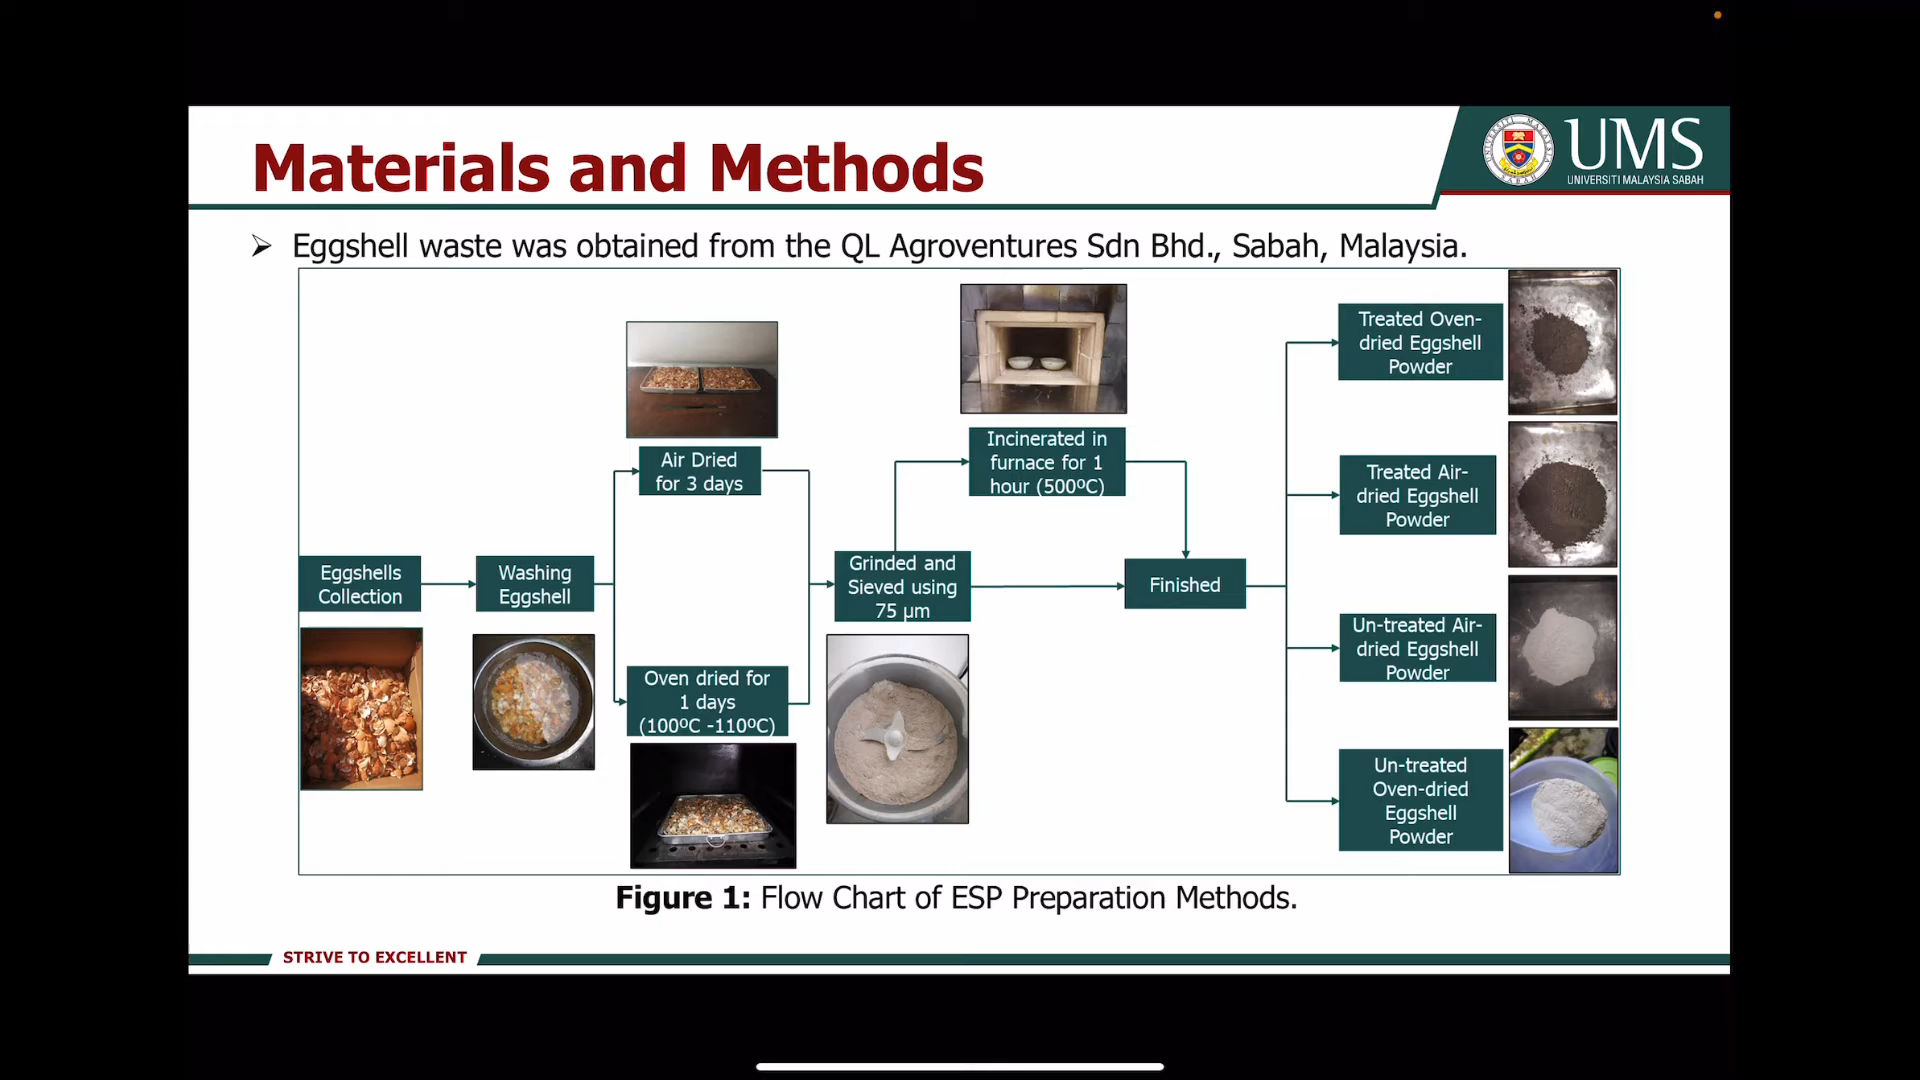 Materials and Methods
UMS
UNIVERSITI MALAYSIA SABAH
➢ Eggshell waste was obtained from the QL Agroventures Sdn Bhd., Sabah, Malaysia.
Eggshells
Collection
Washing
Eggshell
Air Dried
for 3 days
Oven dried for
1 days
(100ºC -110ºC)
Grinded and
Sieved using
75 µm
Incinerated in
furnace for 1
hour (500ºC)
Finished
Treated Oven-
dried Eggshell
Powder
Treated Air-
dried Eggshell
Powder
Un-treated Air-
dried Eggshell
Powder
Un-treated
Oven-dried
Eggshell
Powder
Figure 1: Flow Chart of ESP Preparation Methods.
STRIVE TO EXCELLENT